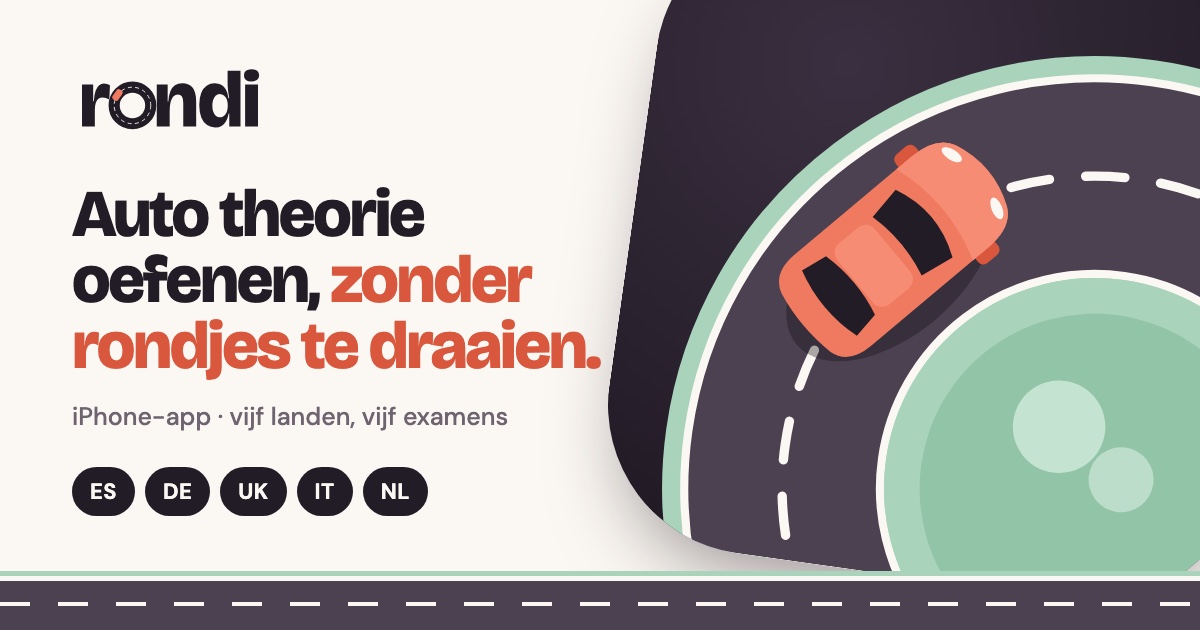 rondi
Auto theorie
oefenen, zonder
rondjes te draaien.
iPhone-app · vijf landen, vijf examens
ES DE UK IT NL